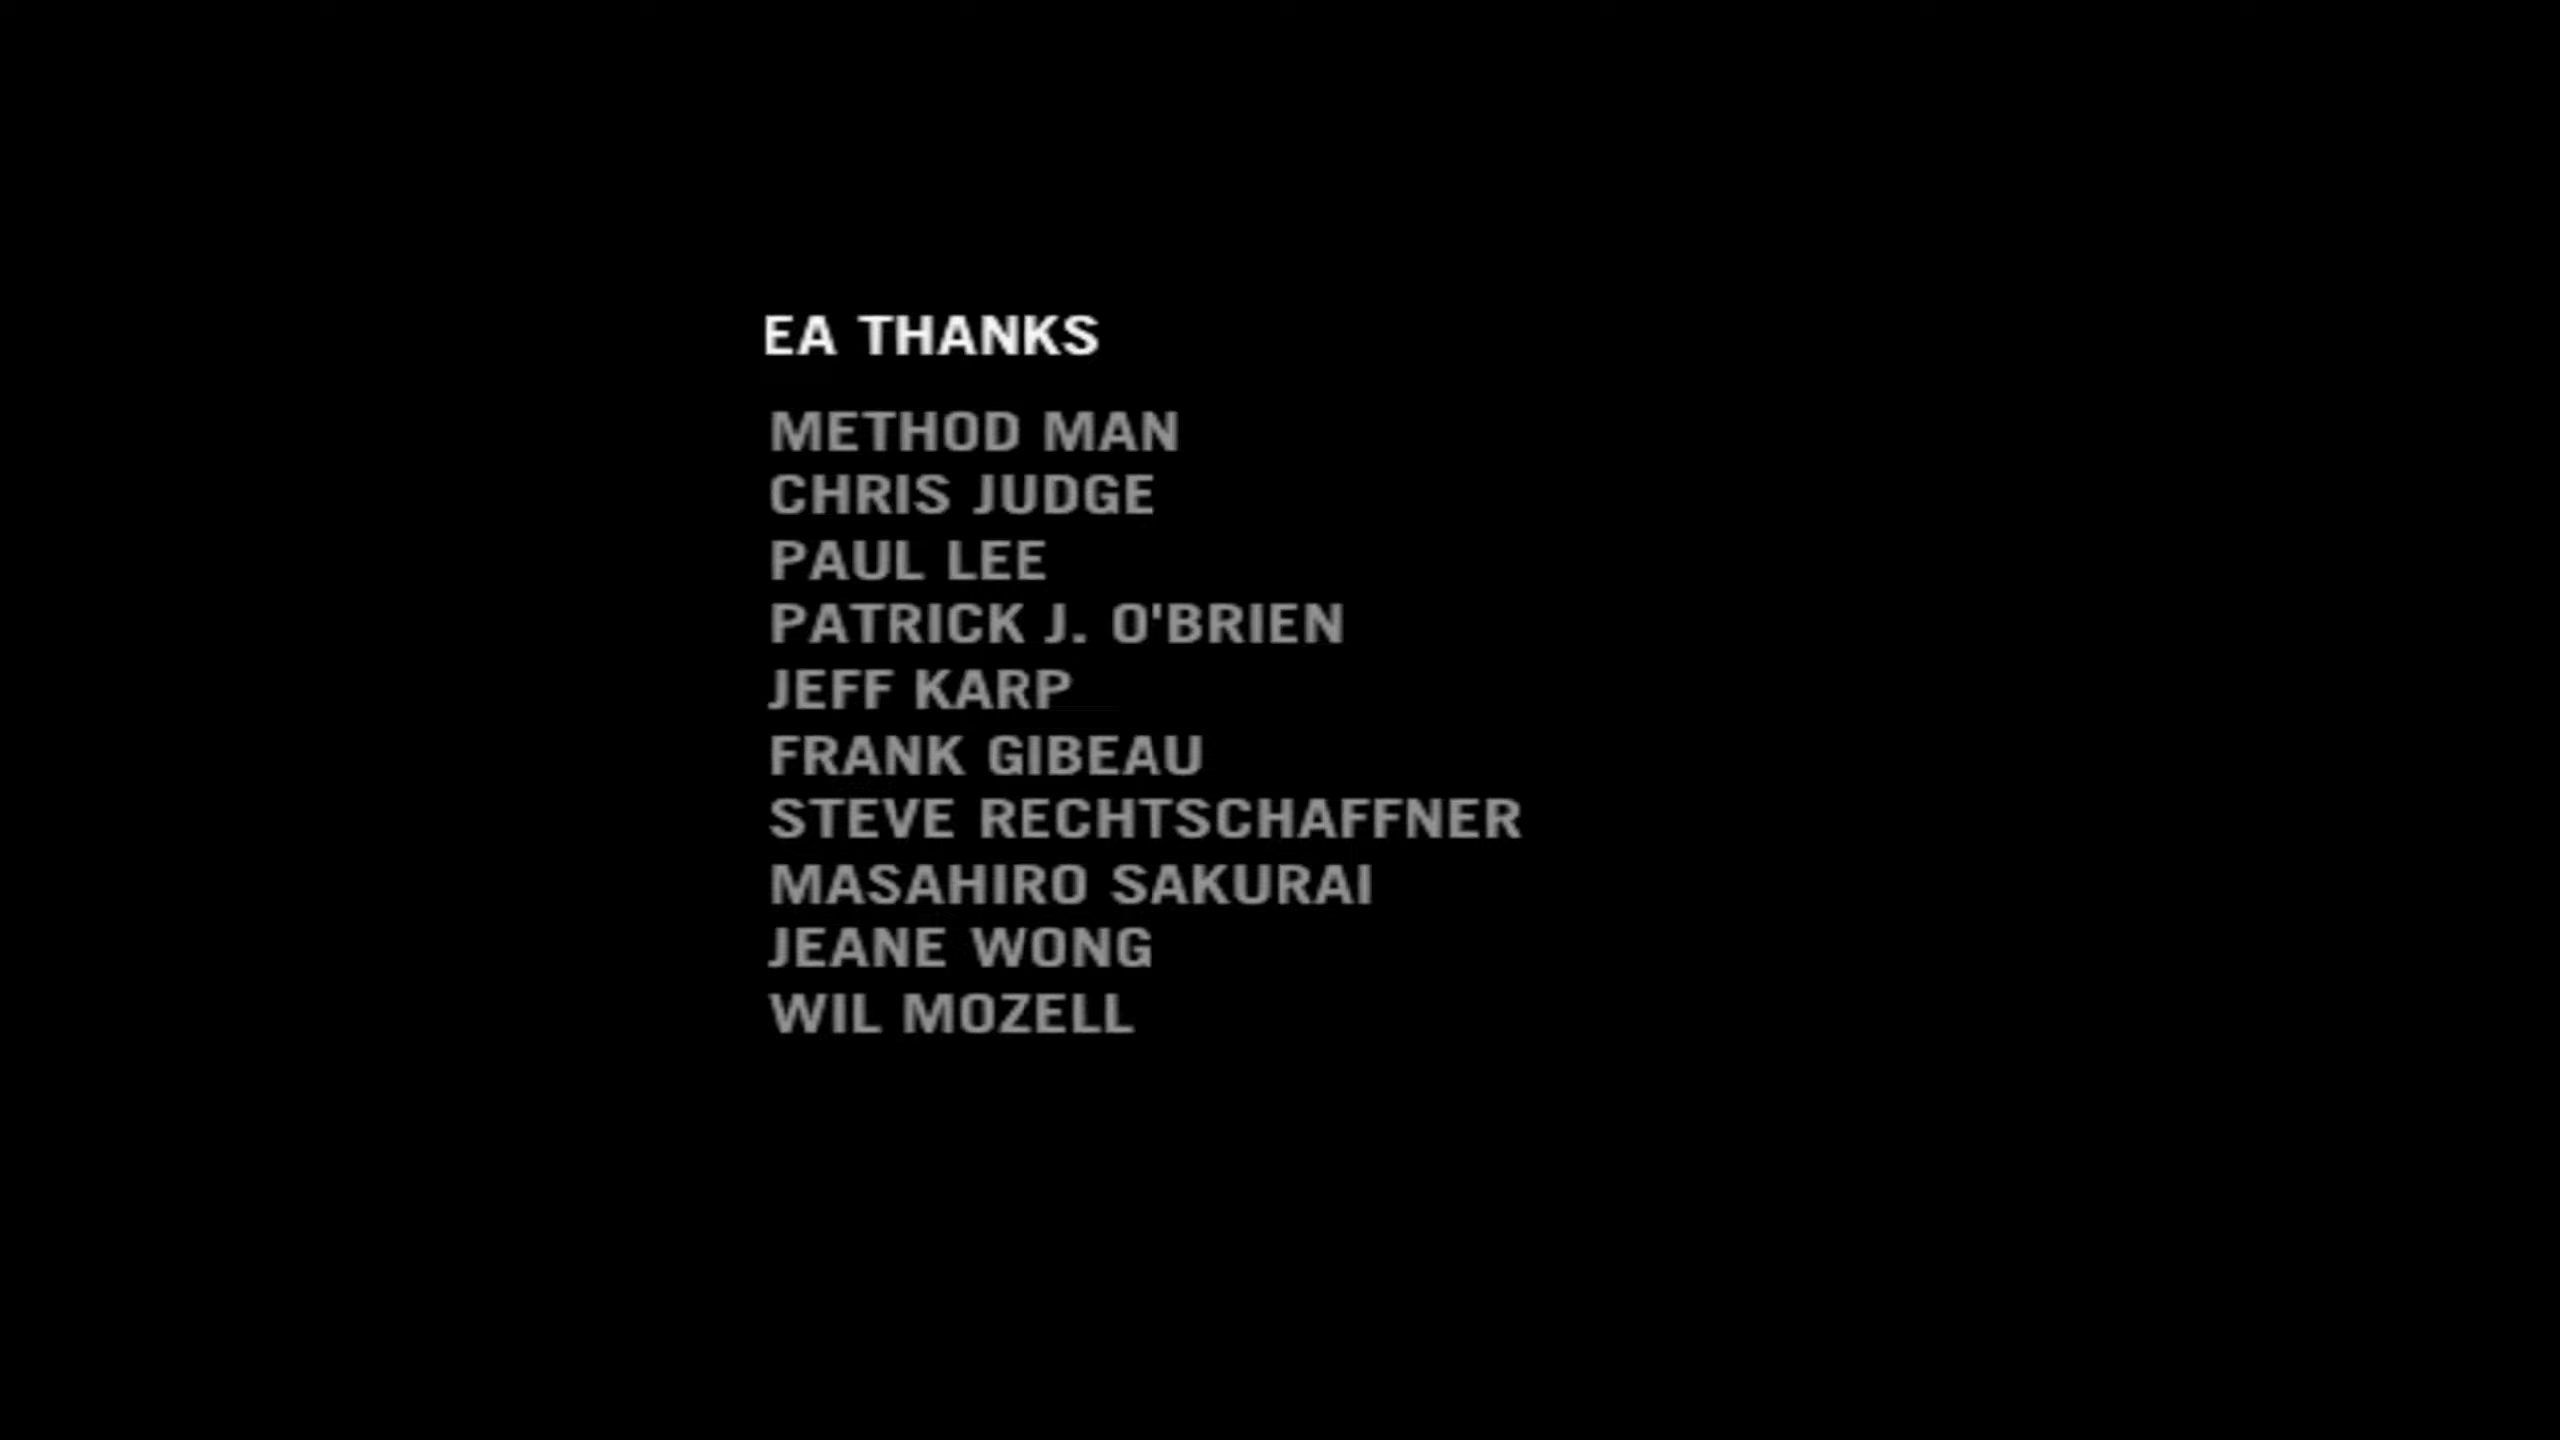 EA THANKS
METHOD MAN
CHRIS JUDGE
PAUL LEE
PATRICK J. O'BRIEN
JEFF KARP
FRANK GIBEAU
STEVE RECHTSCHAFFNER
MASAHIRO SAKURAI
JEANE WONG
WIL MOZELL